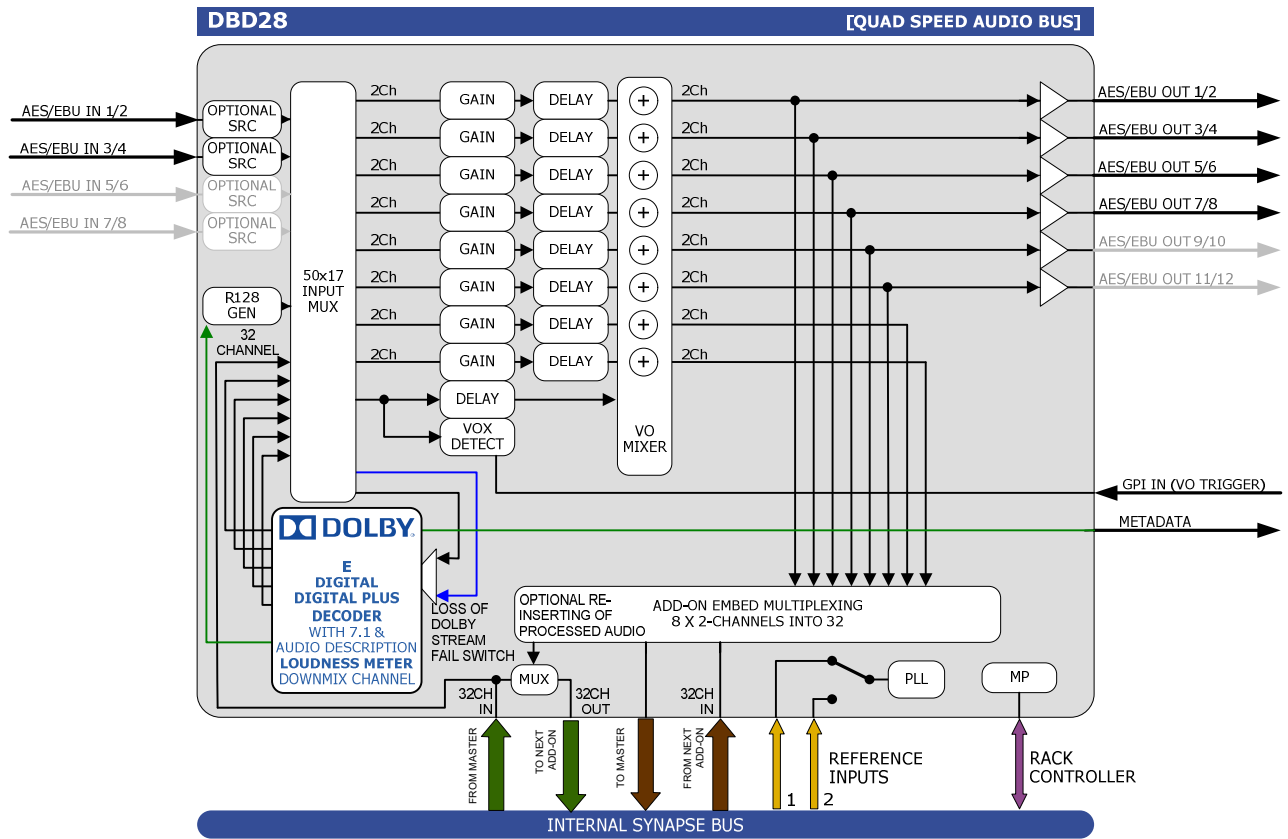 DBD28
[QUAD SPEED AUDIO BUS]
AES/EBU IN 1/2
AES/EBU IN 3/4
AES/EBU IN 5/6
AES/EBU IN 7/8
OPTIONAL
SRC
OPTIONAL
SRC
OPTIONAL
SRC
OPTIONAL
SRC
R128
GEN
32
CHANNEL
50x17
INPUT
MUX
2Ch
GAIN
DELAY
+
2Ch
AES/EBU OUT 1/2
2Ch
GAIN
DELAY
+
2Ch
AES/EBU OUT 3/4
2Ch
GAIN
DELAY
+
2Ch
AES/EBU OUT 5/6
2Ch
GAIN
DELAY
+
2Ch
AES/EBU OUT 7/8
2Ch
GAIN
DELAY
+
2Ch
AES/EBU OUT 9/10
2Ch
GAIN
DELAY
+
2Ch
AES/EBU OUT 11/12
2Ch
GAIN
DELAY
+
2Ch
2Ch
GAIN
DELAY
+
2Ch
DELAY
VOX
DETECT
VO
MIXER
GPI IN (VO TRIGGER)
METADATA
DOLBY
E
DIGITAL
DIGITAL PLUS
DECODER
WITH 7.1 &
AUDIO DESCRIPTION
LOUDNESS METER
DOWNMIX CHANNEL
LOSS OF
DOLBY
STREAM
FAIL SWITCH
OPTIONAL RE-
INSERTING OF
PROCESSED AUDIO
ADD-ON EMBED MULTIPLEXING
8 X 2-CHANNELS INTO 32
MUX
32CH
IN
32CH
OUT
32CH
IN
PLL
MP
FROM MASTER
TO NEXT
ADD-ON
TO MASTER
FROM NEXT
ADD-ON
1
2
REFERENCE
INPUTS
RACK
CONTROLLER
INTERNAL SYNAPSE BUS